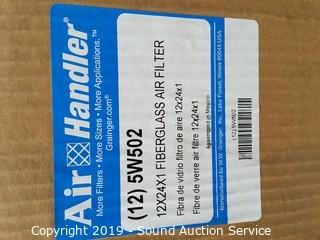 Air Handler
More Filters • More Sizes • More Applications.™
Grainger.com®
(12) 5W502
12X24X1 FIBERGLASS AIR FILTER
Fibra de vidrio filtro de aire 12x24x1
Fibre de verre air filtre 12x24x1
Assembled in Mexico
Manufactured for W.W. Grainger, Inc., Lake Forest, Illinois 60045 USA
(12) 5W502
Copyright 2019 - Sound Auction Service